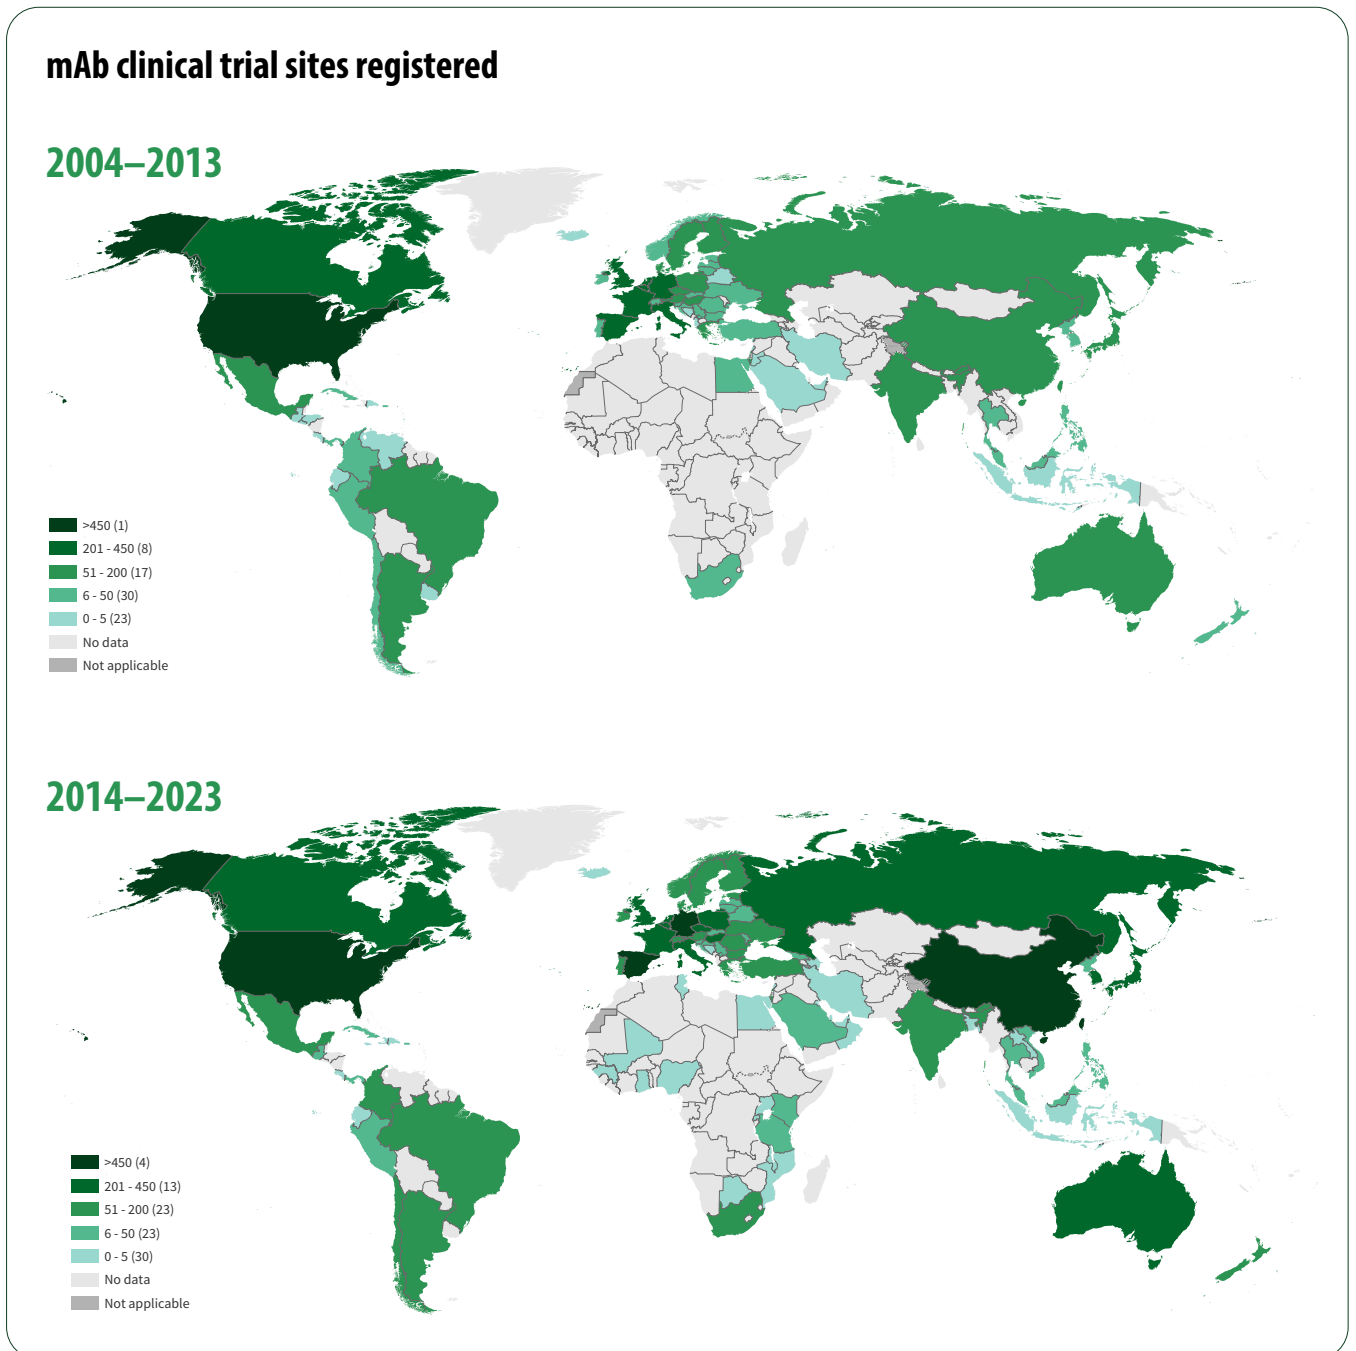 mAb clinical trial sites registered
2004–2013
>450 (1)
201 - 450 (8)
51 - 200 (17)
6 - 50 (30)
0 - 5 (23)
No data
Not applicable
2014–2023
>450 (4)
201 - 450 (13)
51 - 200 (23)
6 - 50 (23)
0 - 5 (30)
No data
Not applicable